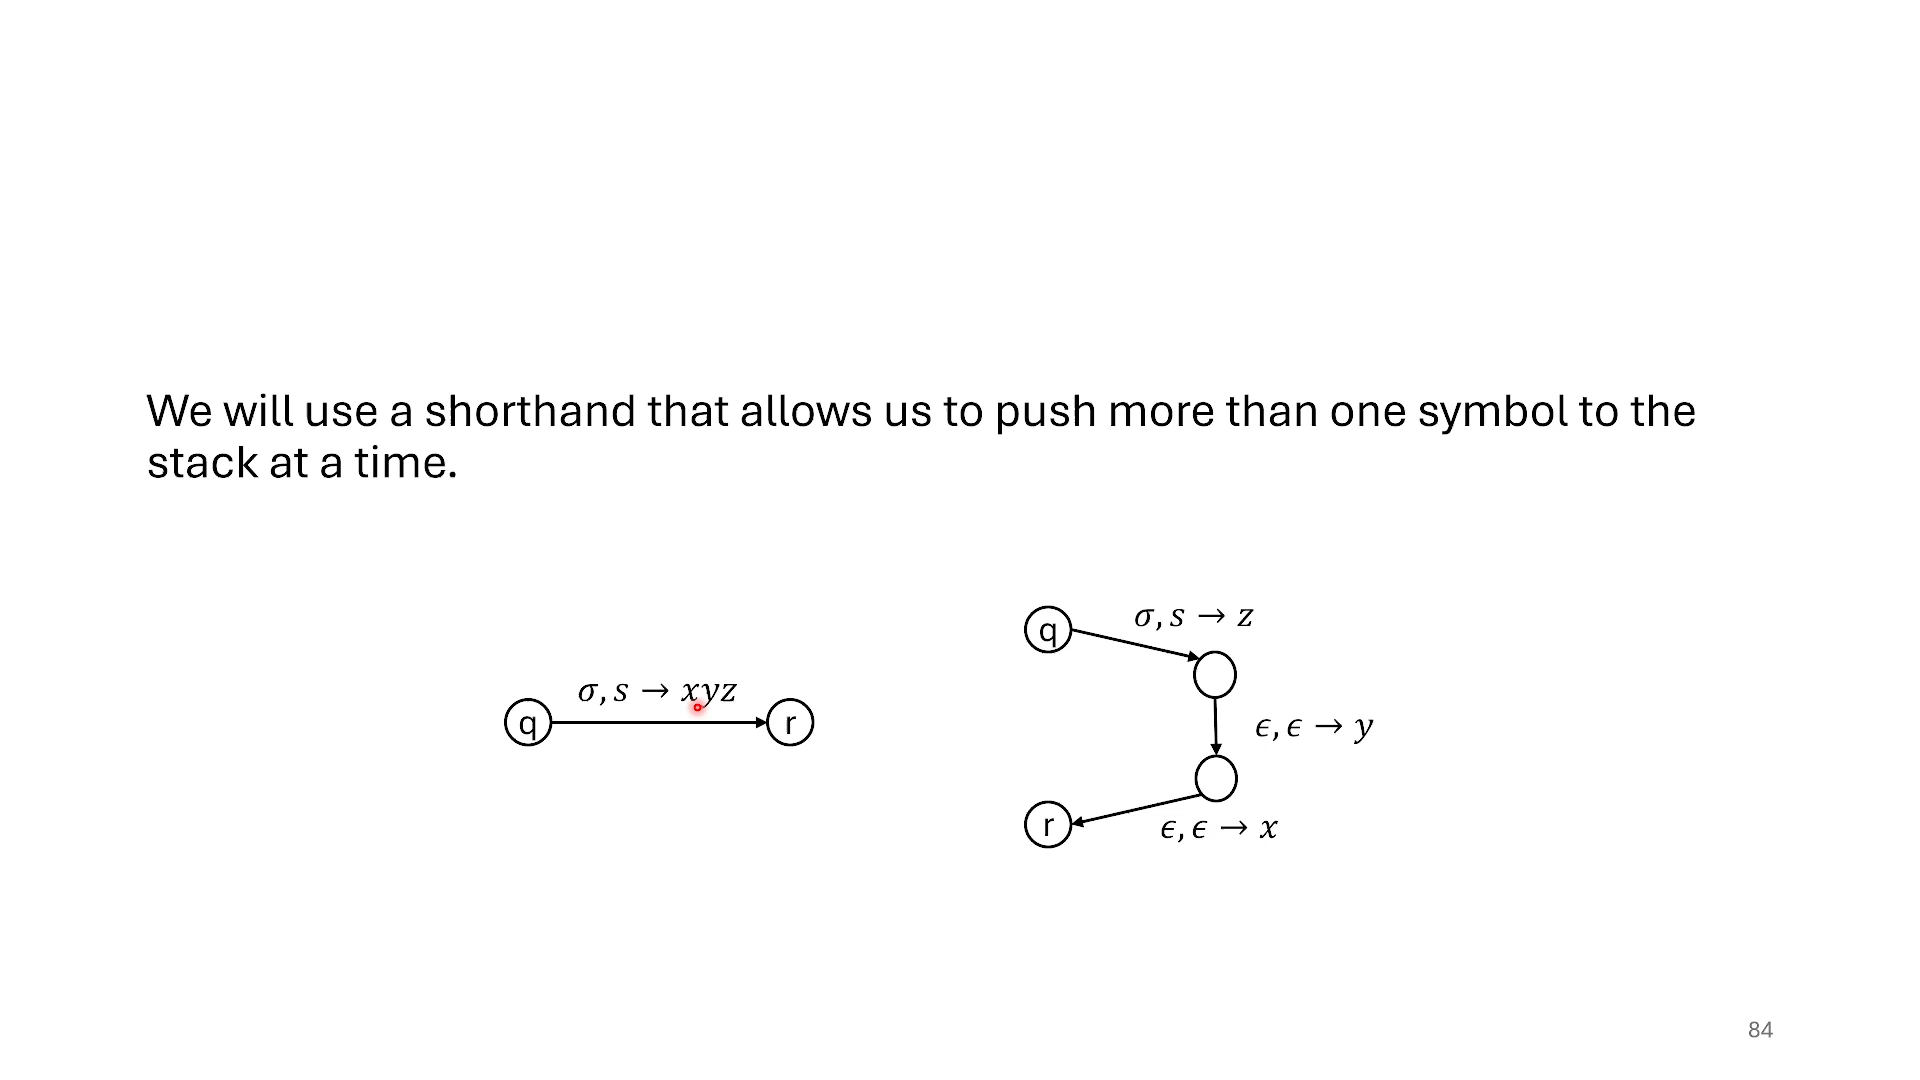 We will use a shorthand that allows us to push more than one symbol to the
stack at a time.
σ, s → xyz
q
r
q
σ, s → z
ϵ, ϵ → y
r
ϵ, ϵ → x
84